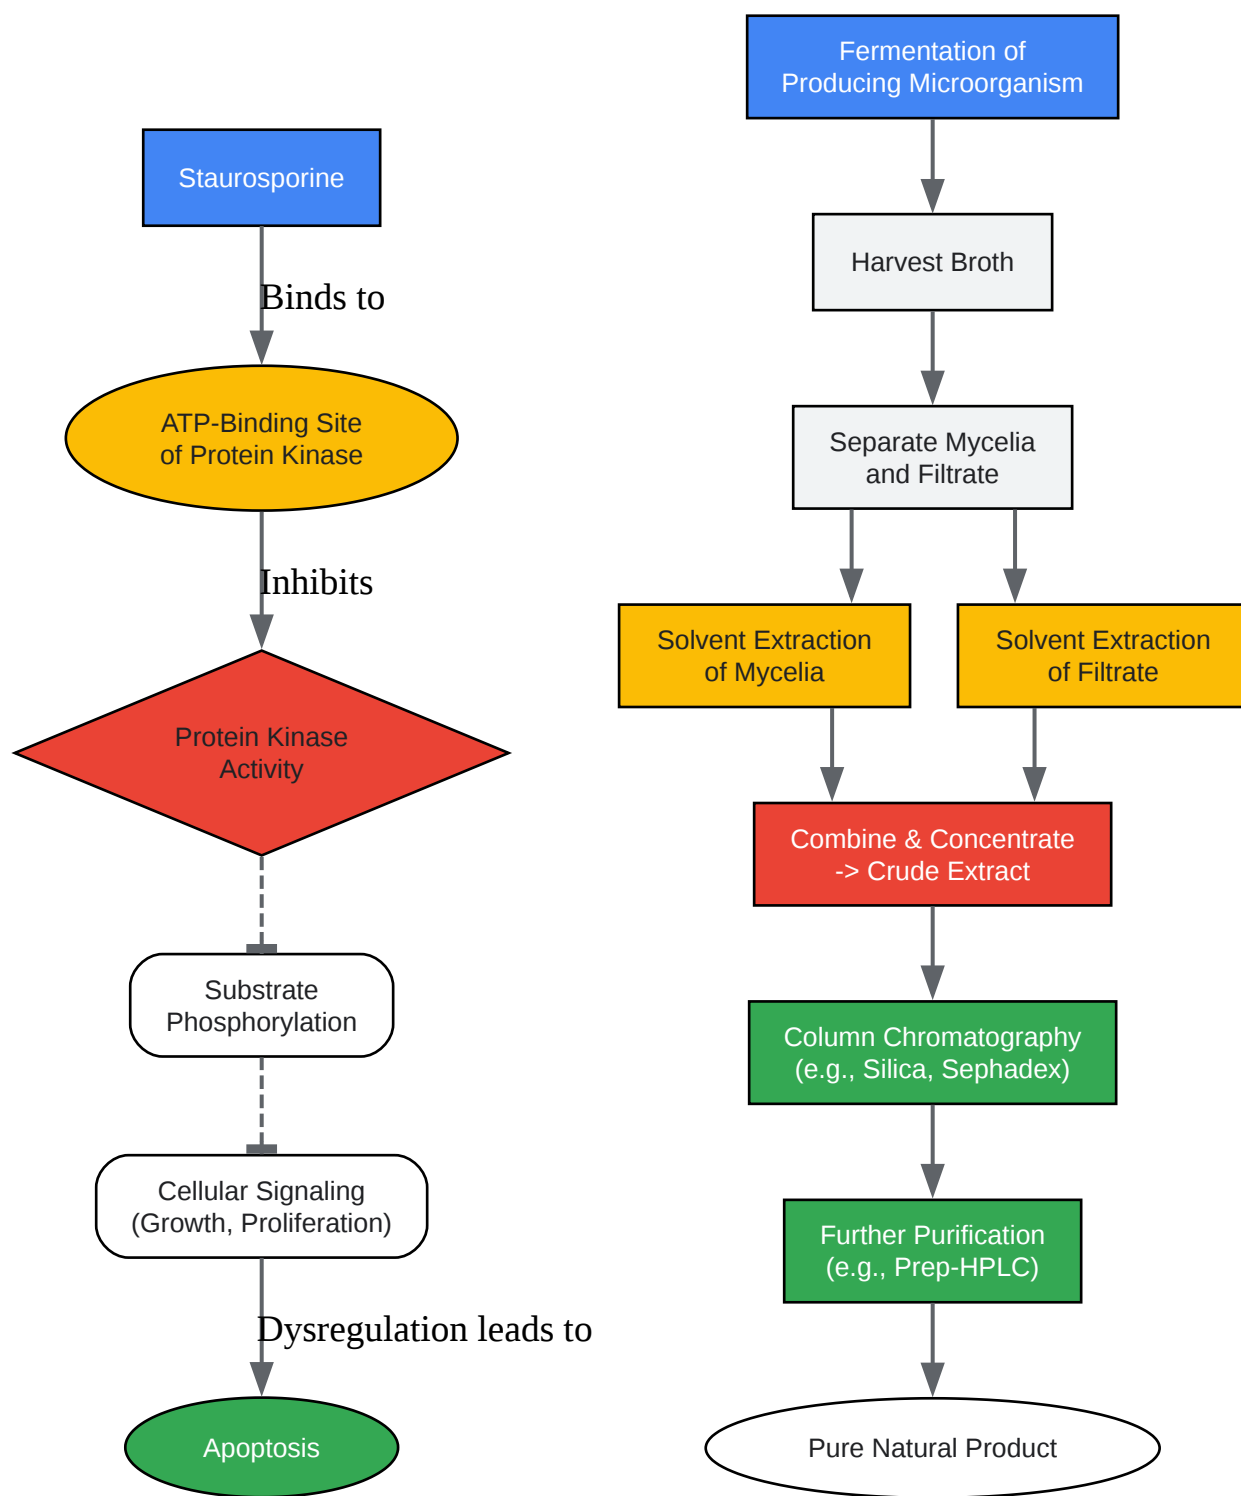 Staurosporine
Binds to
ATP-Binding Site
of Protein Kinase
Inhibits
Protein Kinase
Activity
Substrate
Phosphorylation
Cellular Signaling
(Growth, Proliferation)
Dysregulation leads to
Apoptosis
Fermentation of
Producing Microorganism
Harvest Broth
Separate Mycelia
and Filtrate
Solvent Extraction
of Mycelia
Solvent Extraction
of Filtrate
Combine & Concentrate
-> Crude Extract
Column Chromatography
(e.g., Silica, Sephadex)
Further Purification
(e.g., Prep-HPLC)
Pure Natural Product